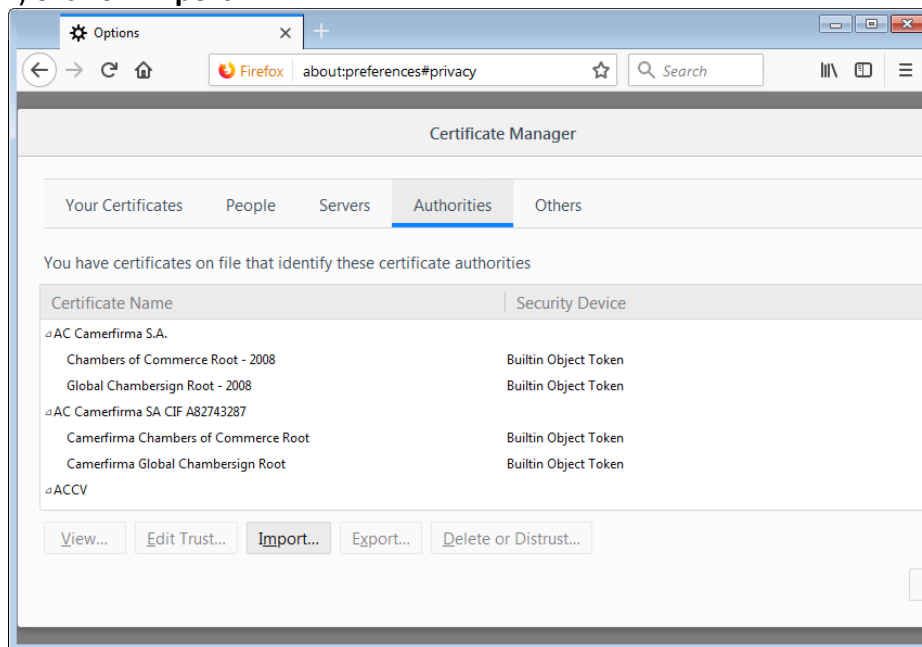 Options
Firefox about:preferences#privacy Search
Certificate Manager
Your Certificates People Servers Authorities Others
You have certificates on file that identify these certificate authorities
Certificate Name Security Device
AC Camerfirma S.A.
Chambers of Commerce Root - 2008 Builtin Object Token
Global Chambersign Root - 2008 Builtin Object Token
AC Camerfirma SA CIF A82743287
Camerfirma Chambers of Commerce Root Builtin Object Token
Camerfirma Global Chambersign Root Builtin Object Token
ACCV
View... Edit Trust... Import... Export... Delete or Distrust...